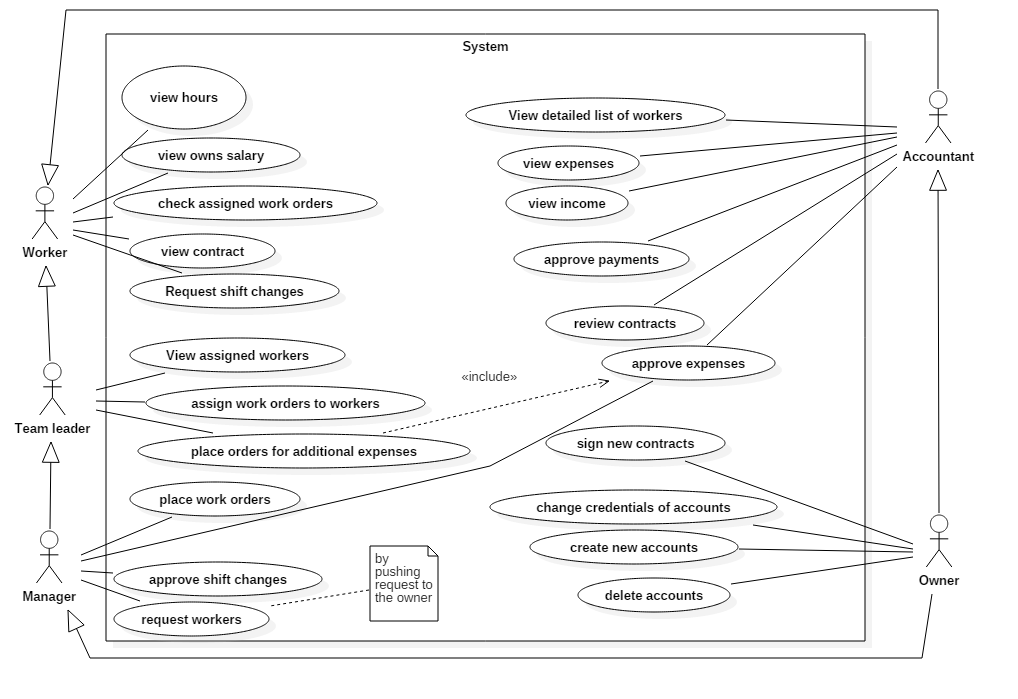 System
view hours
view owns salary
check assigned work orders
view contract
Request shift changes
Worker
View assigned workers
assign work orders to workers
place orders for additional expenses
Team leader
place work orders
approve shift changes
request workers
Manager
by
pushing
request to
the owner
«include»
View detailed list of workers
view expenses
view income
approve payments
review contracts
approve expenses
Accountant
sign new contracts
change credentials of accounts
create new accounts
delete accounts
Owner